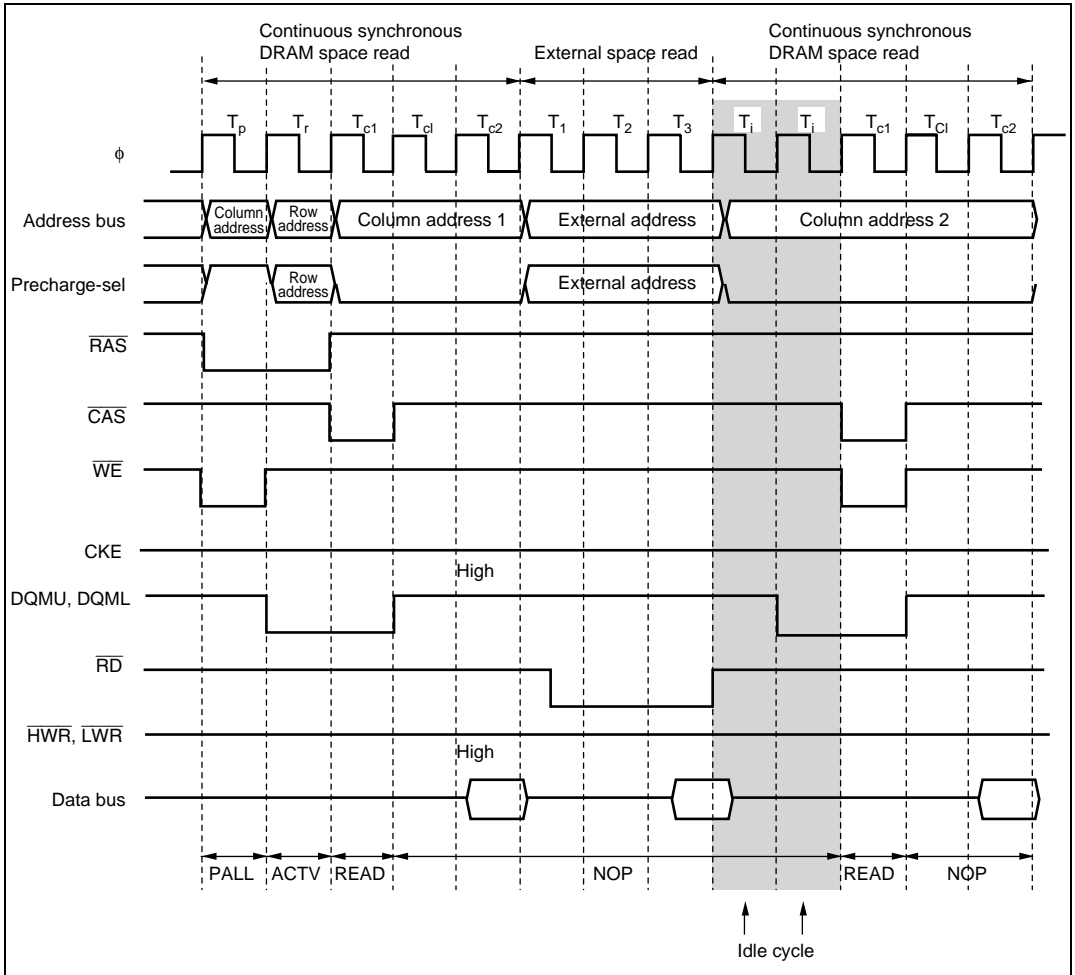 Continuous synchronous
DRAM space read
External space read
Continuous synchronous
DRAM space read
Tp Tr Tc1 Tcl Tc2 T1 T2 T3 Ti Ti Tc1 TCl Tc2
ϕ
Address bus
Column
address
Row
address
Column address 1
External address
Column address 2
Precharge-sel
Row
address
External address
RAS
CAS
WE
CKE
High
DQMU, DQML
RD
HWR, LWR
High
Data bus
PALL ACTV READ NOP READ NOP
Idle cycle